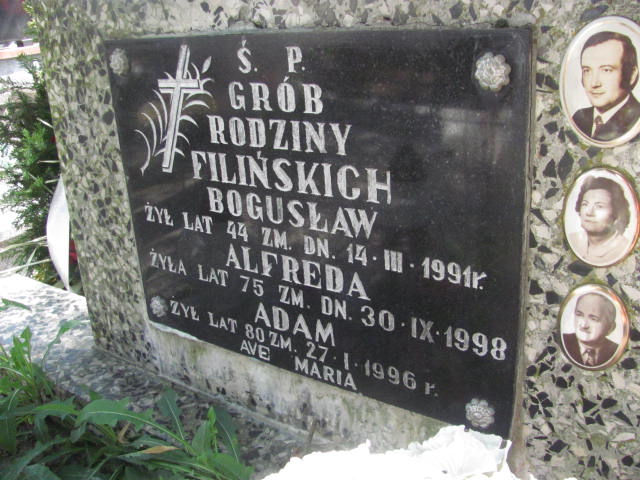 Ś. P.
GRÓB
RODZINY
FILIŃSKICH
BOGUSŁAW
ŻYŁ LAT 44 ZM. DN. 14·III·1991r.
ALFREDA
ŻYŁA LAT 75 ZM. DN. 30·IX·1998
ADAM
ŻYŁ LAT 80 ZM. 27·I·1996 r.
AVE MARIA